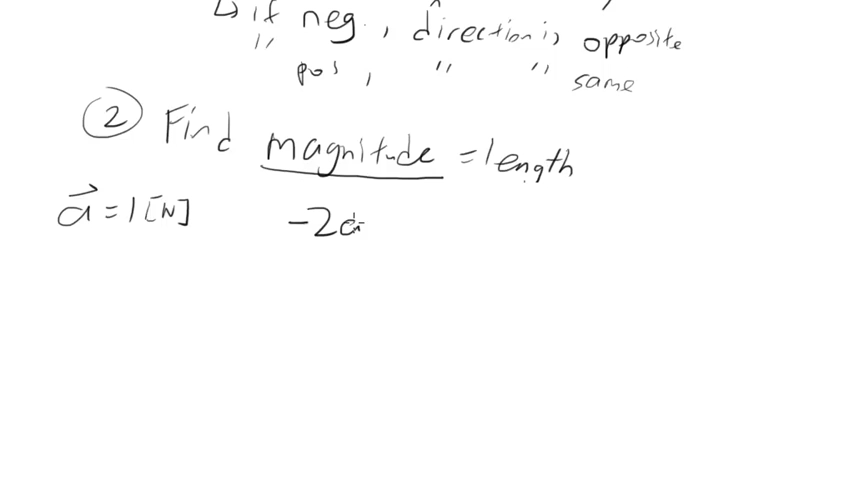 ↳ if neg., direction is opposite
" pos, " " same
② Find magnitude = length
a⃗ = 1 [N] -2a